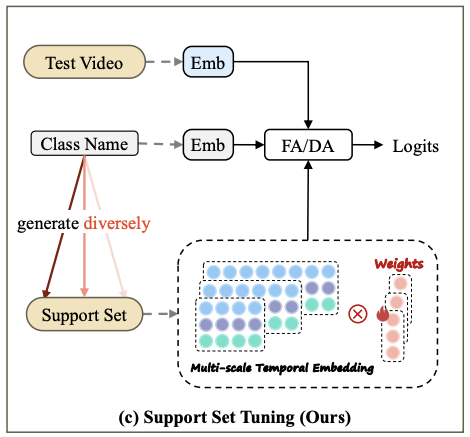 Test Video
Emb
Class Name
Emb
FA/DA
Logits
generate diversely
Weights
Support Set
Multi-scale Temporal Embedding
(c) Support Set Tuning (Ours)